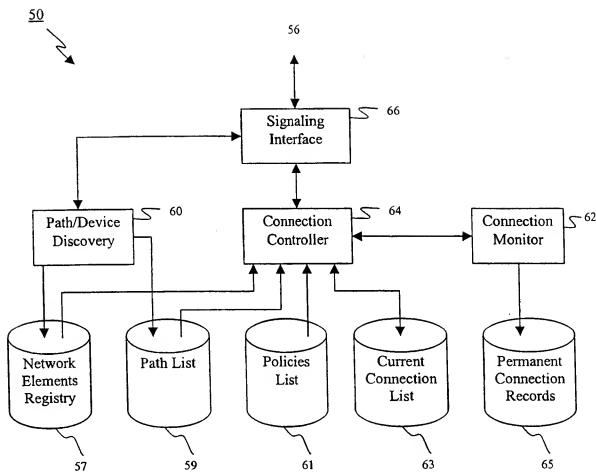 50
56
Signaling
Interface
66
Path/Device
Discovery
60
Connection
Controller
64
Connection
Monitor
62
Network
Elements
Registry
Path List
Policies
List
Current
Connection
List
Permanent
Connection
Records
57
59
61
63
65